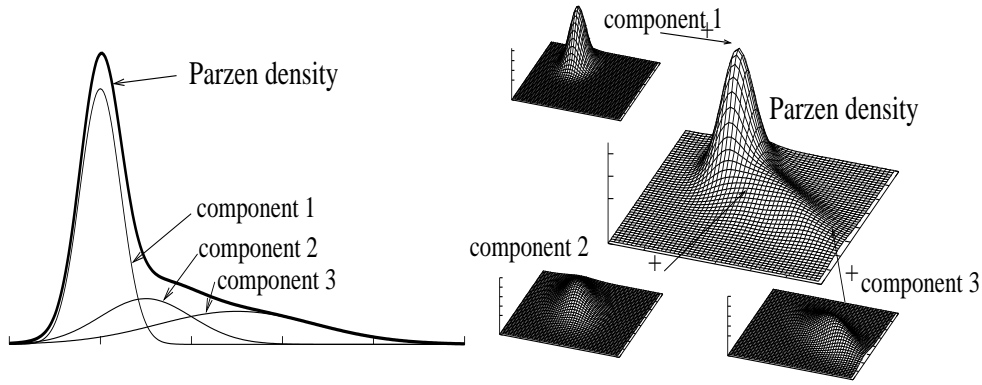 Parzen density
component 1
component 2
component 3
component 1
+
Parzen density
component 2
+
+
component 3